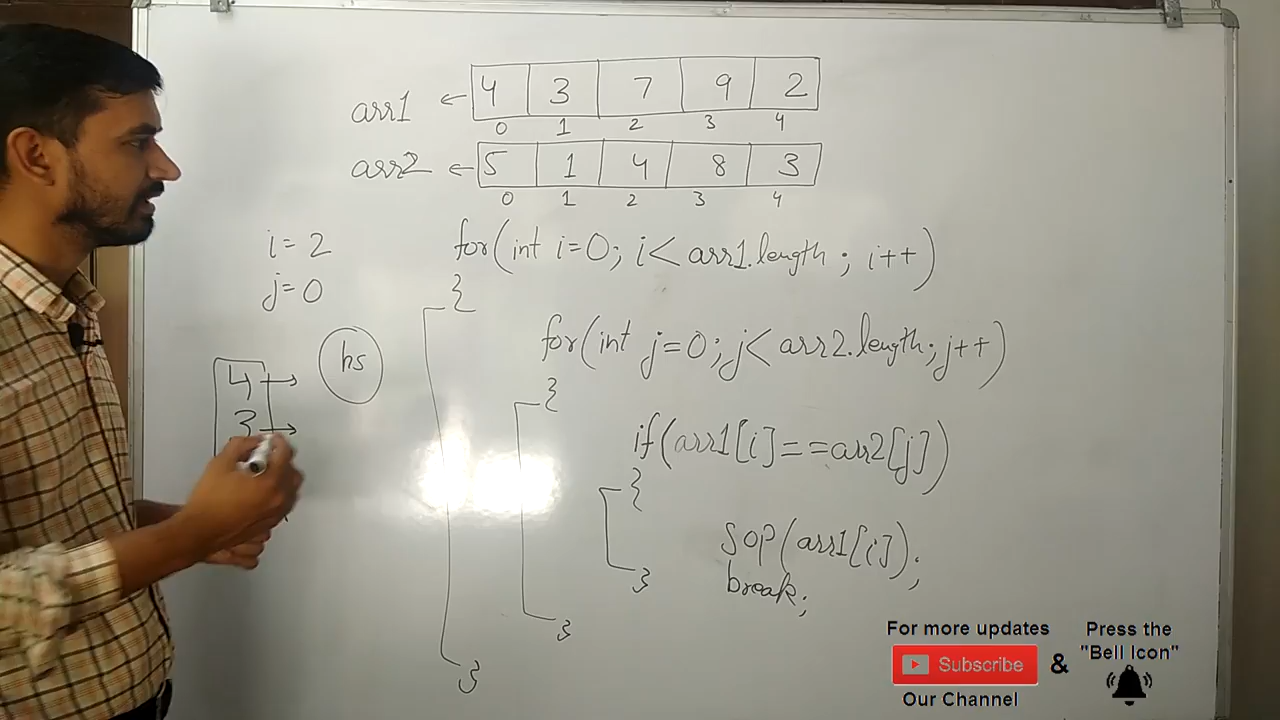 arr1 ← 4 3 7 9 2
0 1 2 3 4
arr2 ← 5 1 4 8 3
0 1 2 3 4
i = 2
j = 0
for(int i=0; i<arr1.length; i++)
{
for(int j=0; j<arr2.length; j++)
{
hs
4
3
if(arr1[i]==arr2[j])
{
SOP(arr1[i]);
break;
}
}
}
For more updates
Subscribe
Our Channel
&
Press the
"Bell Icon"